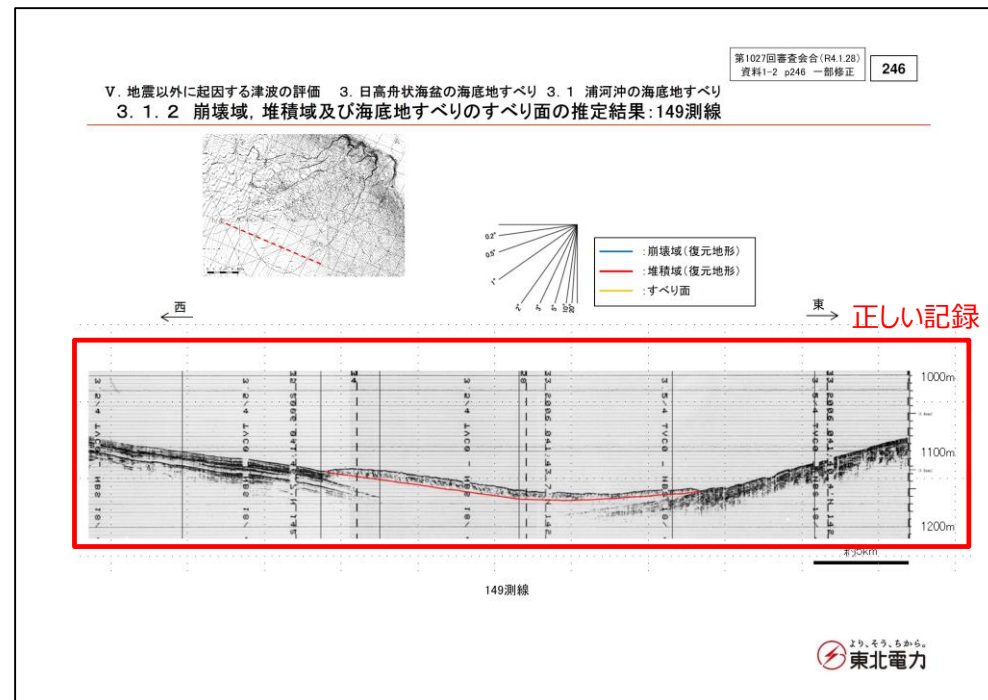 第1027回審査会合(R4.1.28)
資料1-2 p246 一部修正
246
Ⅴ. 地震以外に起因する津波の評価 3. 日高舟状海盆の海底地すべり 3. 1 浦河沖の海底地すべり
3. 1. 2 崩壊域, 堆積域及び海底地すべりのすべり面の推定結果:149測線
0.2°
0.5°
1°
:崩壊域(復元地形)
:堆積域(復元地形)
:すべり面
西
東
正しい記録
1000m
1100m
1200m
約5km
149測線
より、そう、ちから。
東北電力